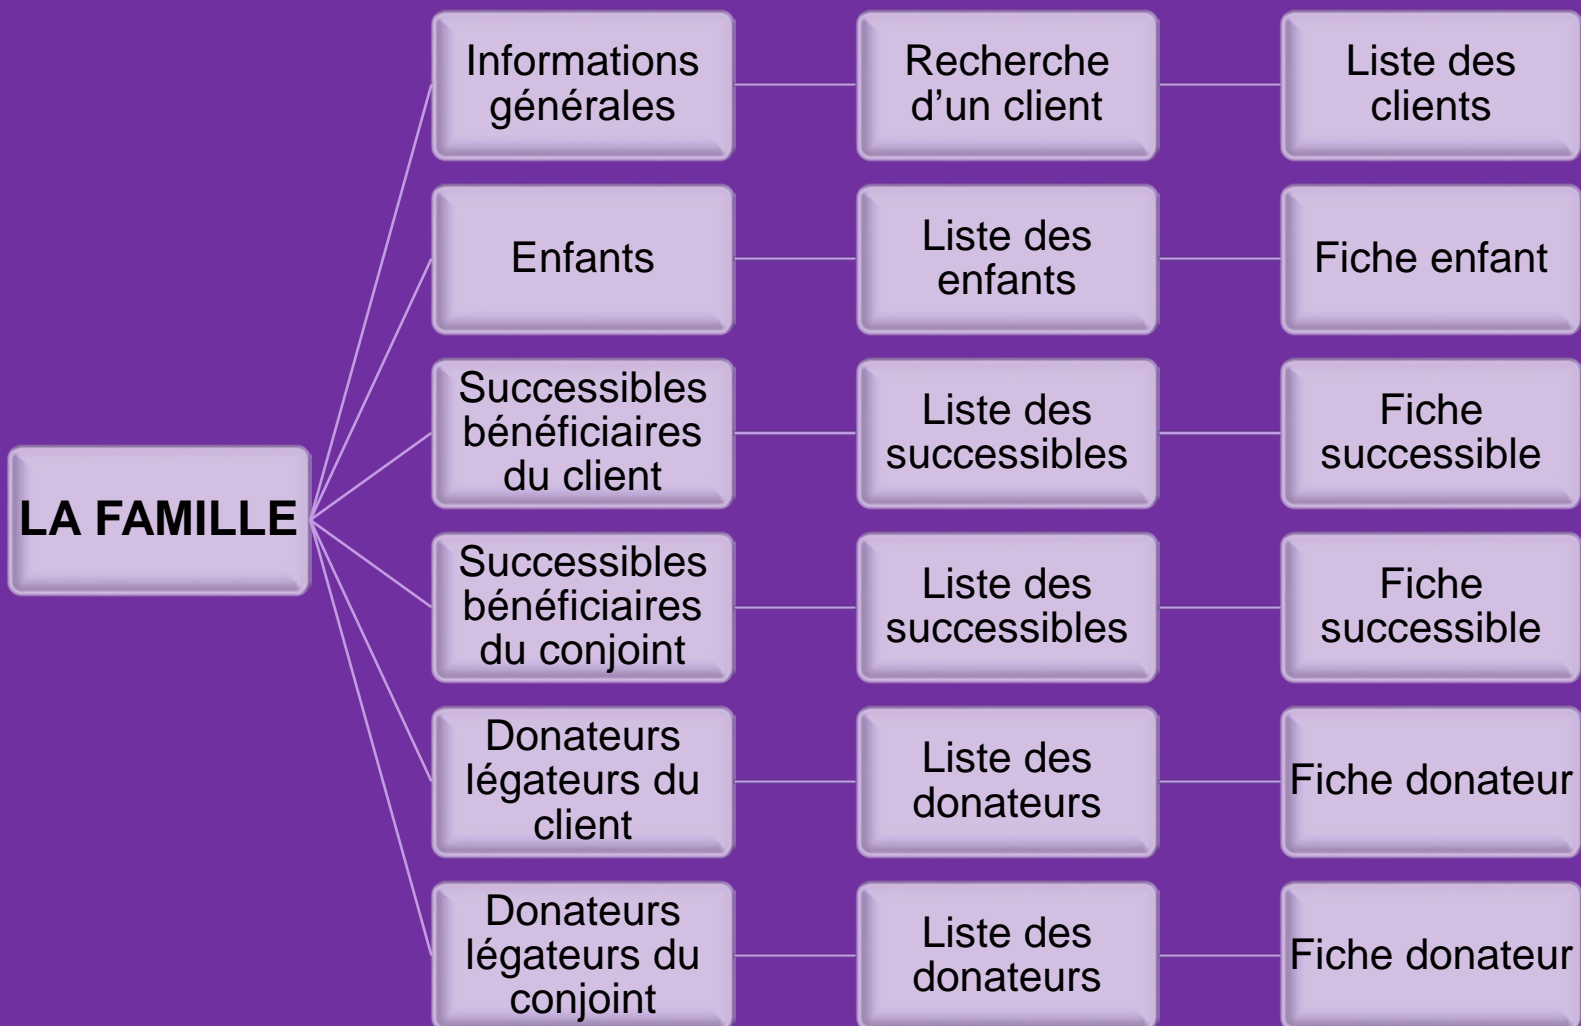 LA FAMILLE
Informations
générales
Recherche
d’un client
Liste des
clients
Enfants
Liste des
enfants
Fiche enfant
Successibles
bénéficiaires
du client
Liste des
successibles
Fiche
successible
Successibles
bénéficiaires
du conjoint
Liste des
successibles
Fiche
successible
Donateurs
légateurs du
client
Liste des
donateurs
Fiche donateur
Donateurs
légateurs du
conjoint
Liste des
donateurs
Fiche donateur